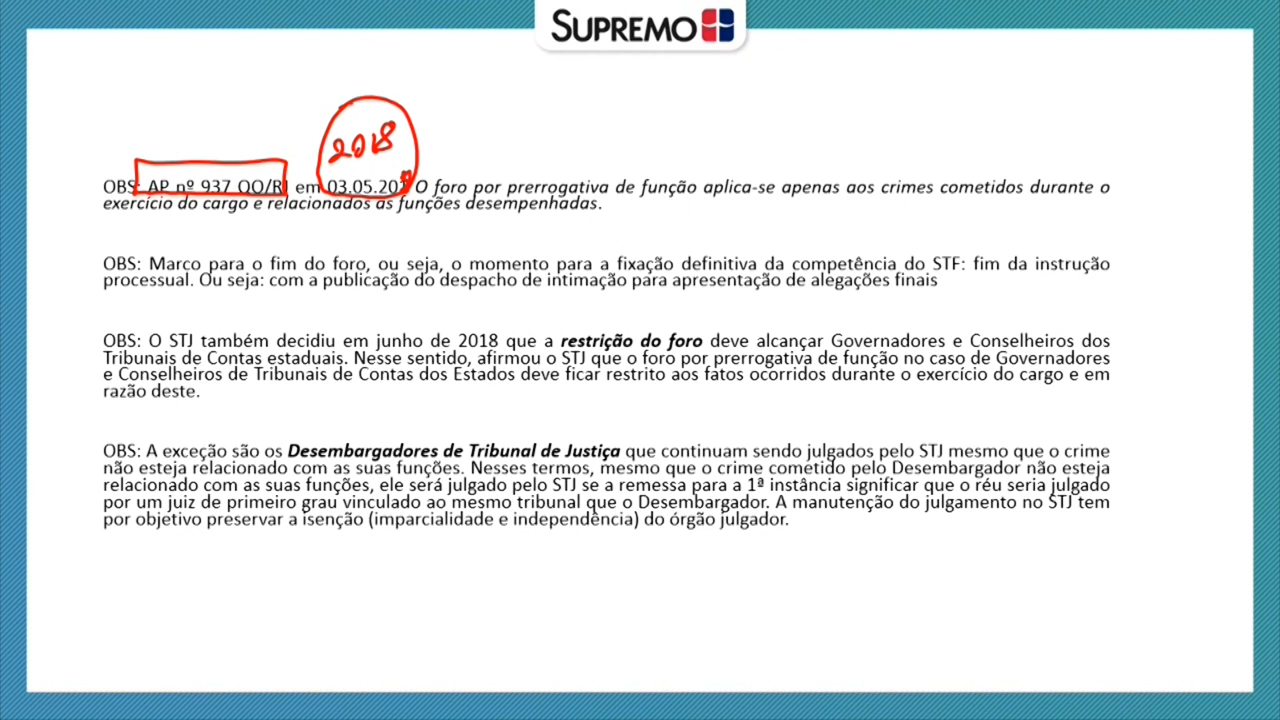 SUPREMO
2018
OBS: AP nº 937 QO/RJ em 03.05.201 O foro por prerrogativa de função aplica-se apenas aos crimes cometidos durante o
exercício do cargo e relacionados às funções desempenhadas.
OBS: Marco para o fim do foro, ou seja, o momento para a fixação definitiva da competência do STF: fim da instrução
processual. Ou seja: com a publicação do despacho de intimação para apresentação de alegações finais
OBS: O STJ também decidiu em junho de 2018 que a restrição do foro deve alcançar Governadores e Conselheiros dos
Tribunais de Contas estaduais. Nesse sentido, afirmou o STJ que o foro por prerrogativa de função no caso de Governadores
e Conselheiros de Tribunais de Contas dos Estados deve ficar restrito aos fatos ocorridos durante o exercício do cargo e em
razão deste.
OBS: A exceção são os Desembargadores de Tribunal de Justiça que continuam sendo julgados pelo STJ mesmo que o crime
não esteja relacionado com as suas funções. Nesses termos, mesmo que o crime cometido pelo Desembargador não esteja
relacionado com as suas funções, ele será julgado pelo STJ se a remessa para a 1ª instância significar que o réu seria julgado
por um juiz de primeiro grau vinculado ao mesmo tribunal que o Desembargador. A manutenção do julgamento no STJ tem
por objetivo preservar a isenção (imparcialidade e independência) do órgão julgador.